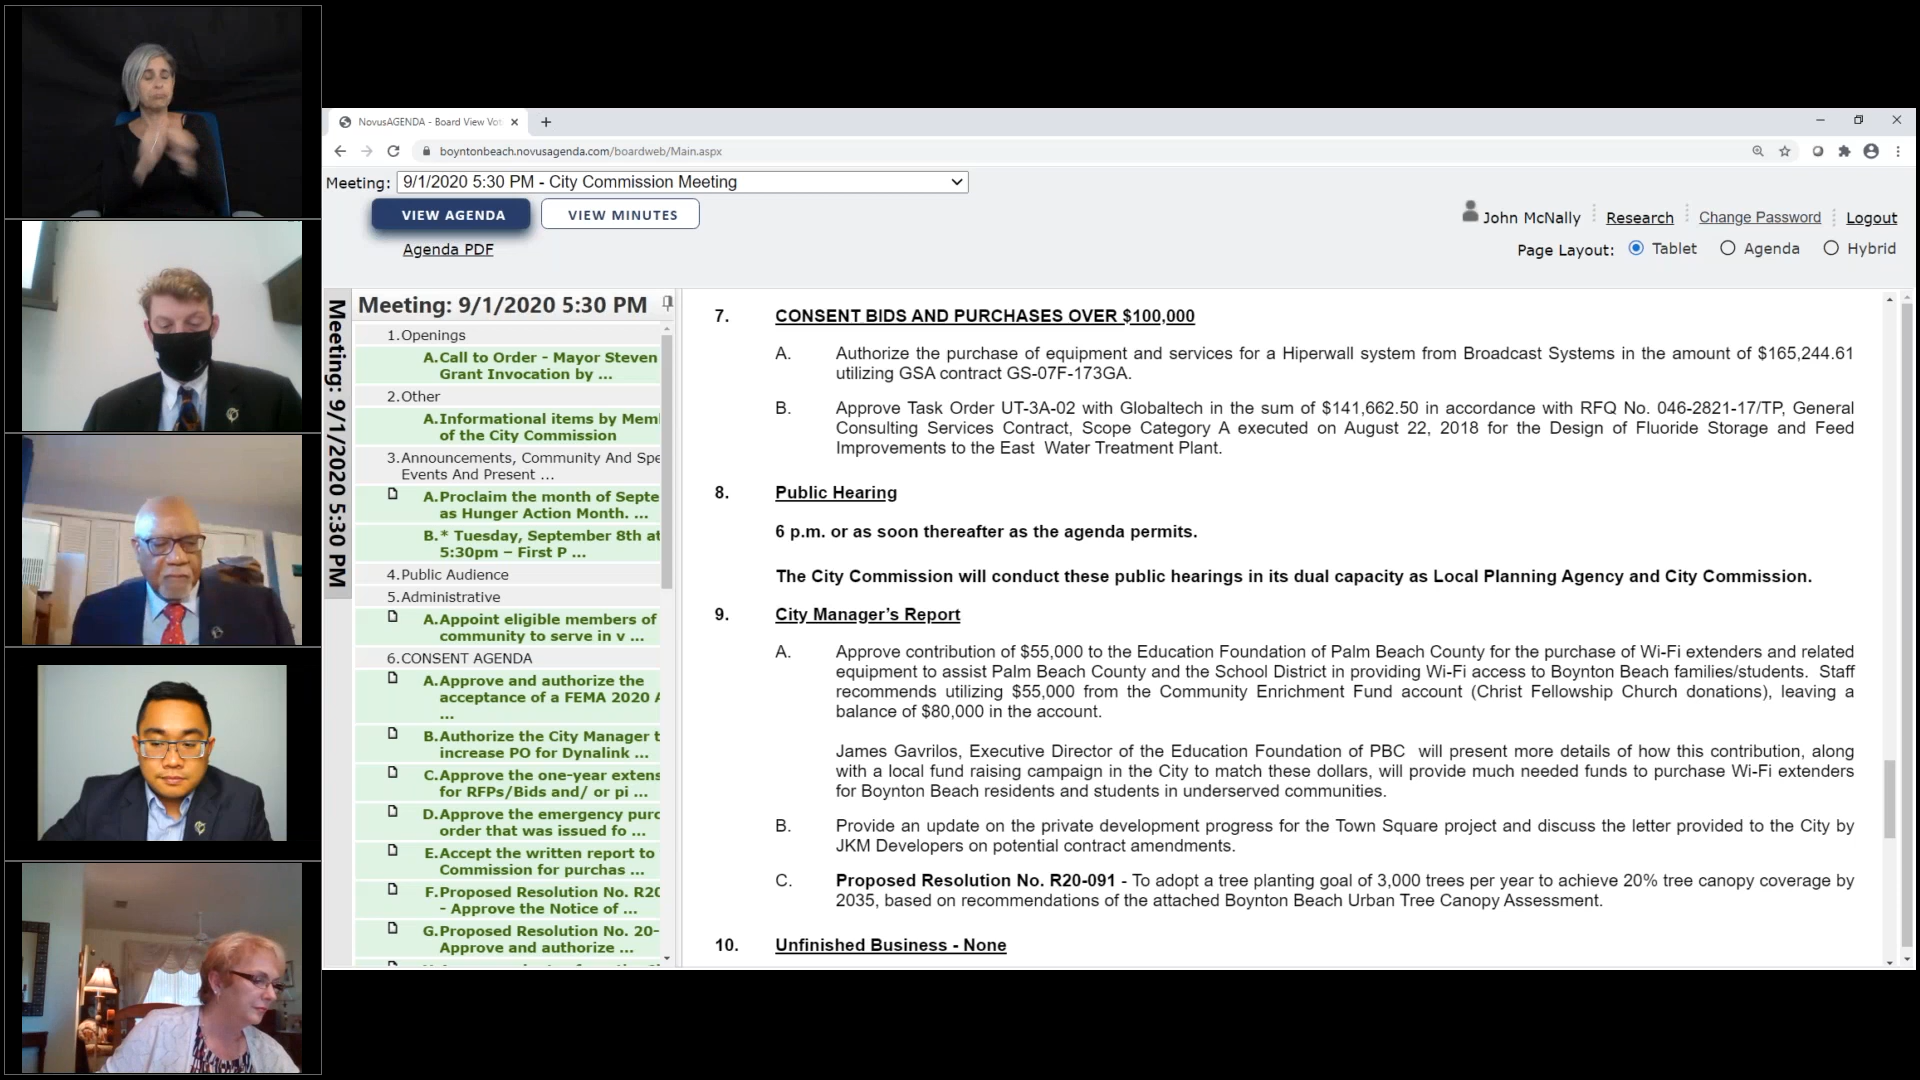 NovusAGENDA - Board View Vot
boyntonbeach.novusagenda.com/boardweb/Main.aspx
Meeting: 9/1/2020 5:30 PM - City Commission Meeting
VIEW AGENDA VIEW MINUTES
Agenda PDF
John McNally Research Change Password Logout
Page Layout: Tablet Agenda Hybrid
Meeting: 9/1/2020 5:30 PM
Meeting: 9/1/2020 5:30 PM
1.Openings
A.Call to Order - Mayor Steven
Grant Invocation by ...
2.Other
A.Informational items by Mem
of the City Commission
3.Announcements, Community And Spe
Events And Present ...
A.Proclaim the month of Septe
as Hunger Action Month. ...
B.* Tuesday, September 8th at
5:30pm – First P ...
4.Public Audience
5.Administrative
A.Appoint eligible members of
community to serve in v ...
6.CONSENT AGENDA
A.Approve and authorize the
acceptance of a FEMA 2020 A
...
B.Authorize the City Manager t
increase PO for Dynalink ...
C.Approve the one-year extens
for RFPs/Bids and/ or pi ...
D.Approve the emergency purc
order that was issued fo ...
E.Accept the written report to
Commission for purchas ...
F.Proposed Resolution No. R20
- Approve the Notice of ...
G.Proposed Resolution No. 20-
Approve and authorize ...
7. CONSENT BIDS AND PURCHASES OVER $100,000
A. Authorize the purchase of equipment and services for a Hiperwall system from Broadcast Systems in the amount of $165,244.61
utilizing GSA contract GS-07F-173GA.
B. Approve Task Order UT-3A-02 with Globaltech in the sum of $141,662.50 in accordance with RFQ No. 046-2821-17/TP, General
Consulting Services Contract, Scope Category A executed on August 22, 2018 for the Design of Fluoride Storage and Feed
Improvements to the East Water Treatment Plant.
8. Public Hearing
6 p.m. or as soon thereafter as the agenda permits.
The City Commission will conduct these public hearings in its dual capacity as Local Planning Agency and City Commission.
9. City Manager’s Report
A. Approve contribution of $55,000 to the Education Foundation of Palm Beach County for the purchase of Wi-Fi extenders and related
equipment to assist Palm Beach County and the School District in providing Wi-Fi access to Boynton Beach families/students. Staff
recommends utilizing $55,000 from the Community Enrichment Fund account (Christ Fellowship Church donations), leaving a
balance of $80,000 in the account.
James Gavrilos, Executive Director of the Education Foundation of PBC will present more details of how this contribution, along
with a local fund raising campaign in the City to match these dollars, will provide much needed funds to purchase Wi-Fi extenders
for Boynton Beach residents and students in underserved communities.
B. Provide an update on the private development progress for the Town Square project and discuss the letter provided to the City by
JKM Developers on potential contract amendments.
C. Proposed Resolution No. R20-091 - To adopt a tree planting goal of 3,000 trees per year to achieve 20% tree canopy coverage by
2035, based on recommendations of the attached Boynton Beach Urban Tree Canopy Assessment.
10. Unfinished Business - None